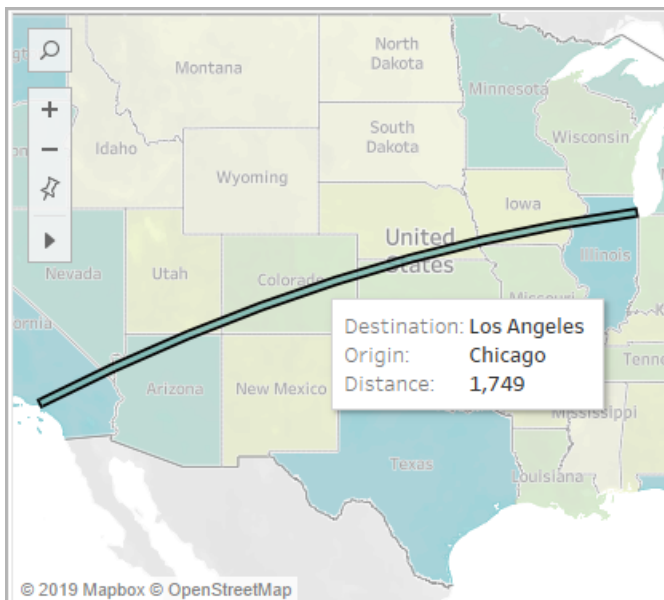 North
Dakota
Montana
Minnesota
South
Dakota
Wisconsin
Idaho
Wyoming
Iowa
United
States
Illinois
Nevada
Utah
Colorado
Missouri
Destination: Los Angeles
Origin: Chicago
Distance: 1,749
Arizona
New Mexico
Mississippi
Texas
Louisiana
© 2019 Mapbox © OpenStreetMap